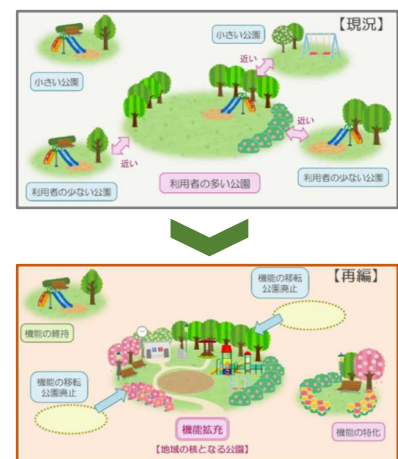 【現況】
小さい公園
小さい公園
近い
近い
近い
利用者の少ない公園
利用者の多い公園
利用者の少ない公園
【再編】
機能の移転
公園廃止
機能の維持
機能の移転
公園廃止
機能拡充
機能の特化
【地域の核となる公園】